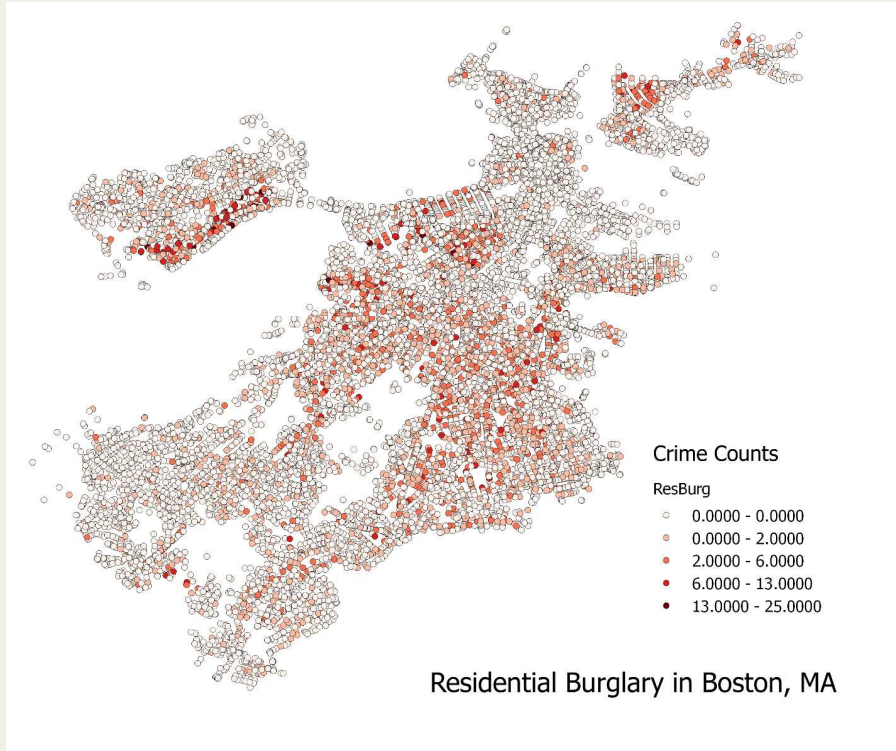 Crime Counts
ResBurg
0.0000 - 0.0000
0.0000 - 2.0000
2.0000 - 6.0000
6.0000 - 13.0000
13.0000 - 25.0000
Residential Burglary in Boston, MA